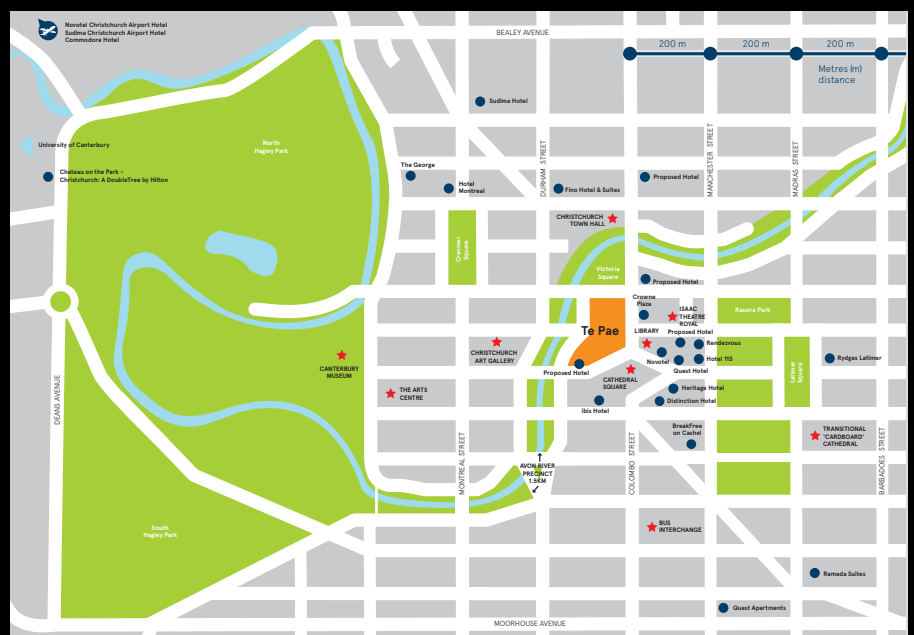 Novotel Christchurch Airport Hotel
Sudima Christchurch Airport Hotel
Commodore Hotel
BEALEY AVENUE
200 m
200 m
200 m
Metres (m)
distance
Sudima Hotel
University of Canterbury
North
Hagley Park
Chateau on the Park –
Christchurch: A DoubleTree by Hilton
The George
Hotel
Montreal
DURHAM STREET
Fino Hotel & Suites
Proposed Hotel
MANCHESTER STREET
MADRAS STREET
CHRISTCHURCH
TOWN HALL
Cranmer
Square
Victoria
Square
Proposed Hotel
Crowne
Plaza
ISAAC
THEATRE
ROYAL
Rauora Park
Te Pae
LIBRARY
Proposed Hotel
Rendezvous
Novotel
Hotel 115
Quest Hotel
CHRISTCHURCH
ART GALLERY
Proposed Hotel
CATHEDRAL
SQUARE
Latimer
Square
Rydges Latimer
CANTERBURY
MUSEUM
THE ARTS
CENTRE
Heritage Hotel
Distinction Hotel
ibis Hotel
DEANS AVENUE
BreakFree
on Cashel
TRANSITIONAL
'CARDBOARD'
CATHEDRAL
MONTREAL STREET
AVON RIVER
PRECINCT
1.5KM
COLOMBO STREET
BARBADOES STREET
South
Hagley Park
BUS
INTERCHANGE
Ramada Suites
Quest Apartments
MOORHOUSE AVENUE